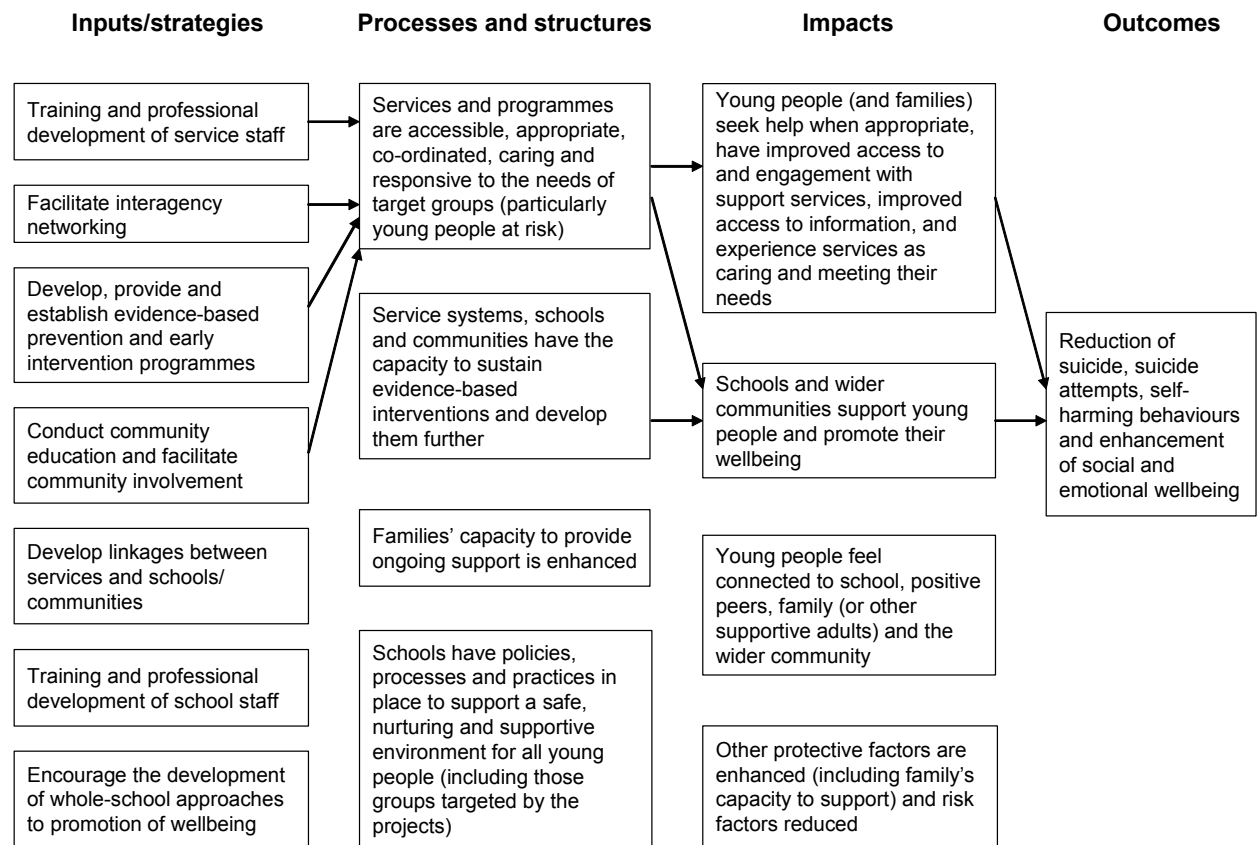 Inputs/strategies
Processes and structures
Impacts
Outcomes
Training and professional
development of service staff
Facilitate interagency
networking
Develop, provide and
establish evidence-based
prevention and early
intervention programmes
Conduct community
education and facilitate
community involvement
Develop linkages between
services and schools/
communities
Training and professional
development of school staff
Encourage the development
of whole-school approaches
to promotion of wellbeing
Services and programmes
are accessible, appropriate,
co-ordinated, caring and
responsive to the needs of
target groups (particularly
young people at risk)
Service systems, schools
and communities have the
capacity to sustain
evidence-based
interventions and develop
them further
Families' capacity to provide
ongoing support is enhanced
Schools have policies,
processes and practices in
place to support a safe,
nurturing and supportive
environment for all young
people (including those
groups targeted by the
projects)
Young people (and families)
seek help when appropriate,
have improved access to
and engagement with
support services, improved
access to information, and
experience services as
caring and meeting their
needs
Schools and wider
communities support young
people and promote their
wellbeing
Young people feel
connected to school, positive
peers, family (or other
supportive adults) and the
wider community
Other protective factors are
enhanced (including family's
capacity to support) and risk
factors reduced
Reduction of
suicide, suicide
attempts, self-
harming behaviours
and enhancement
of social and
emotional wellbeing